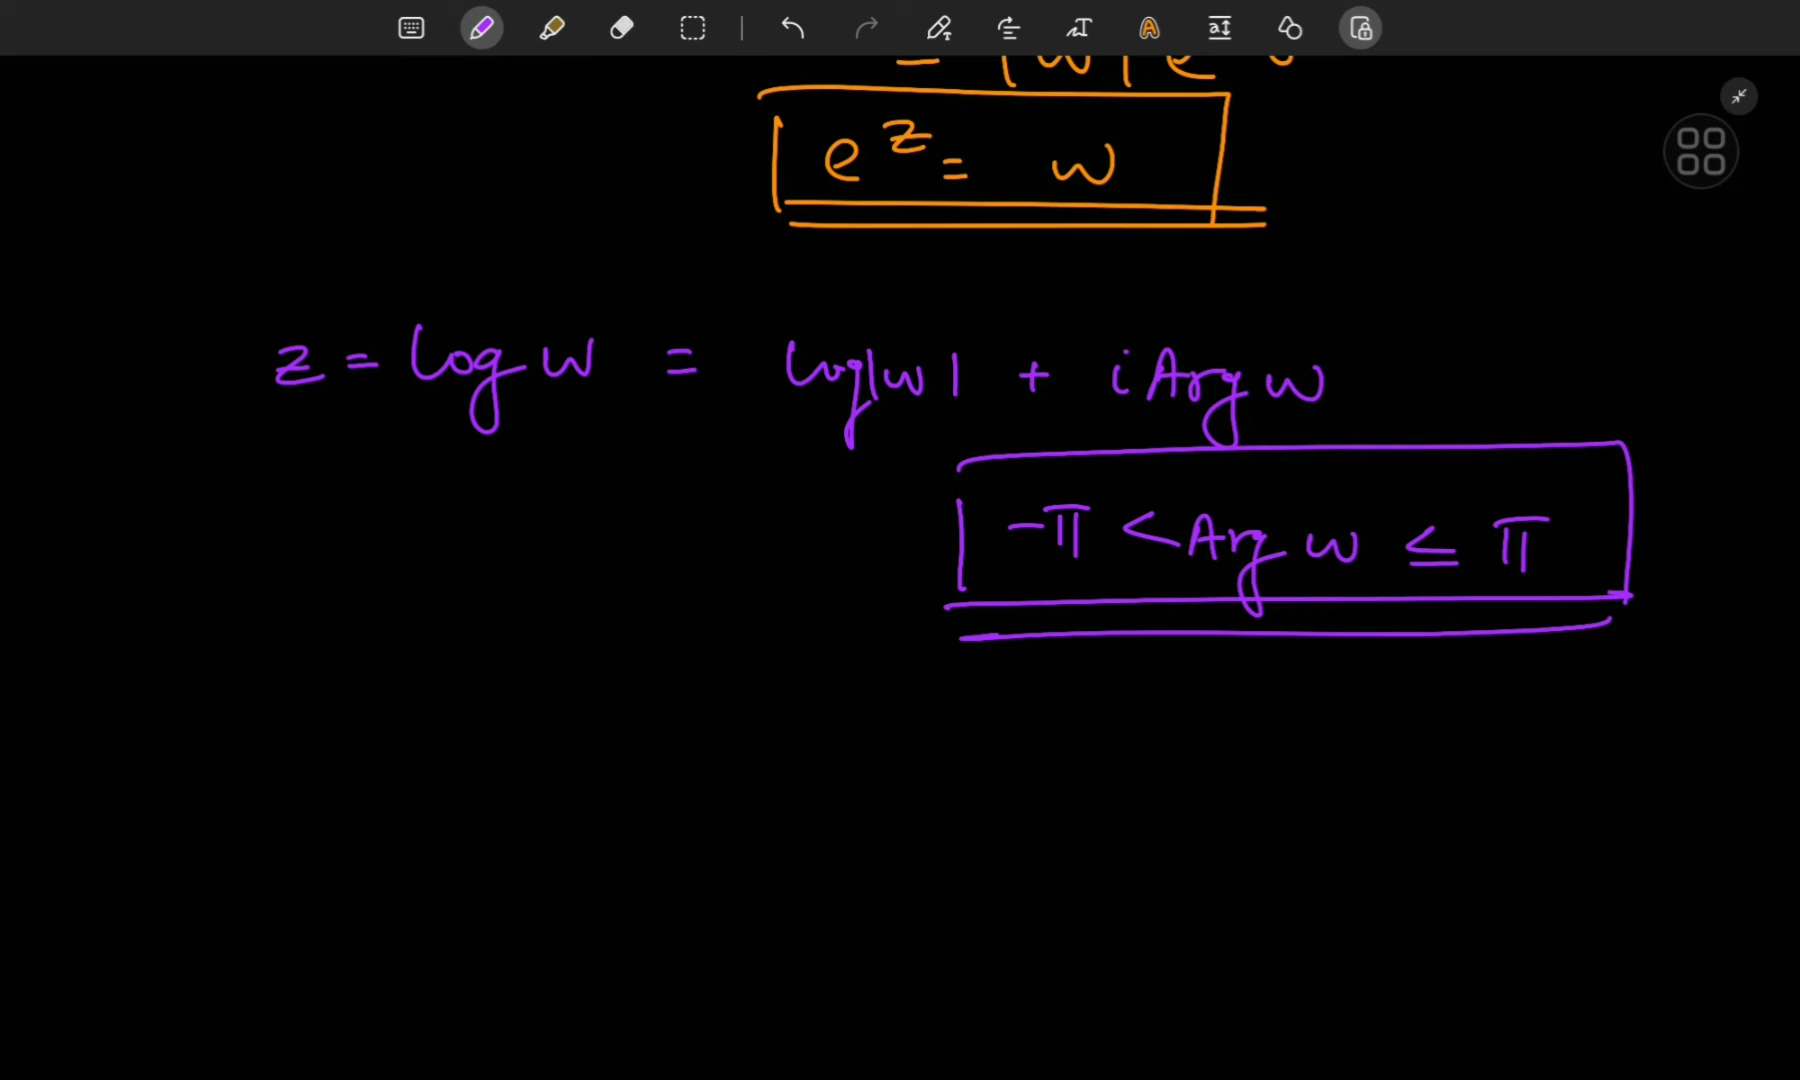 = |w| e
e^z = w
z = log w = log|w| + i Arg w
-π < Arg w ≤ π